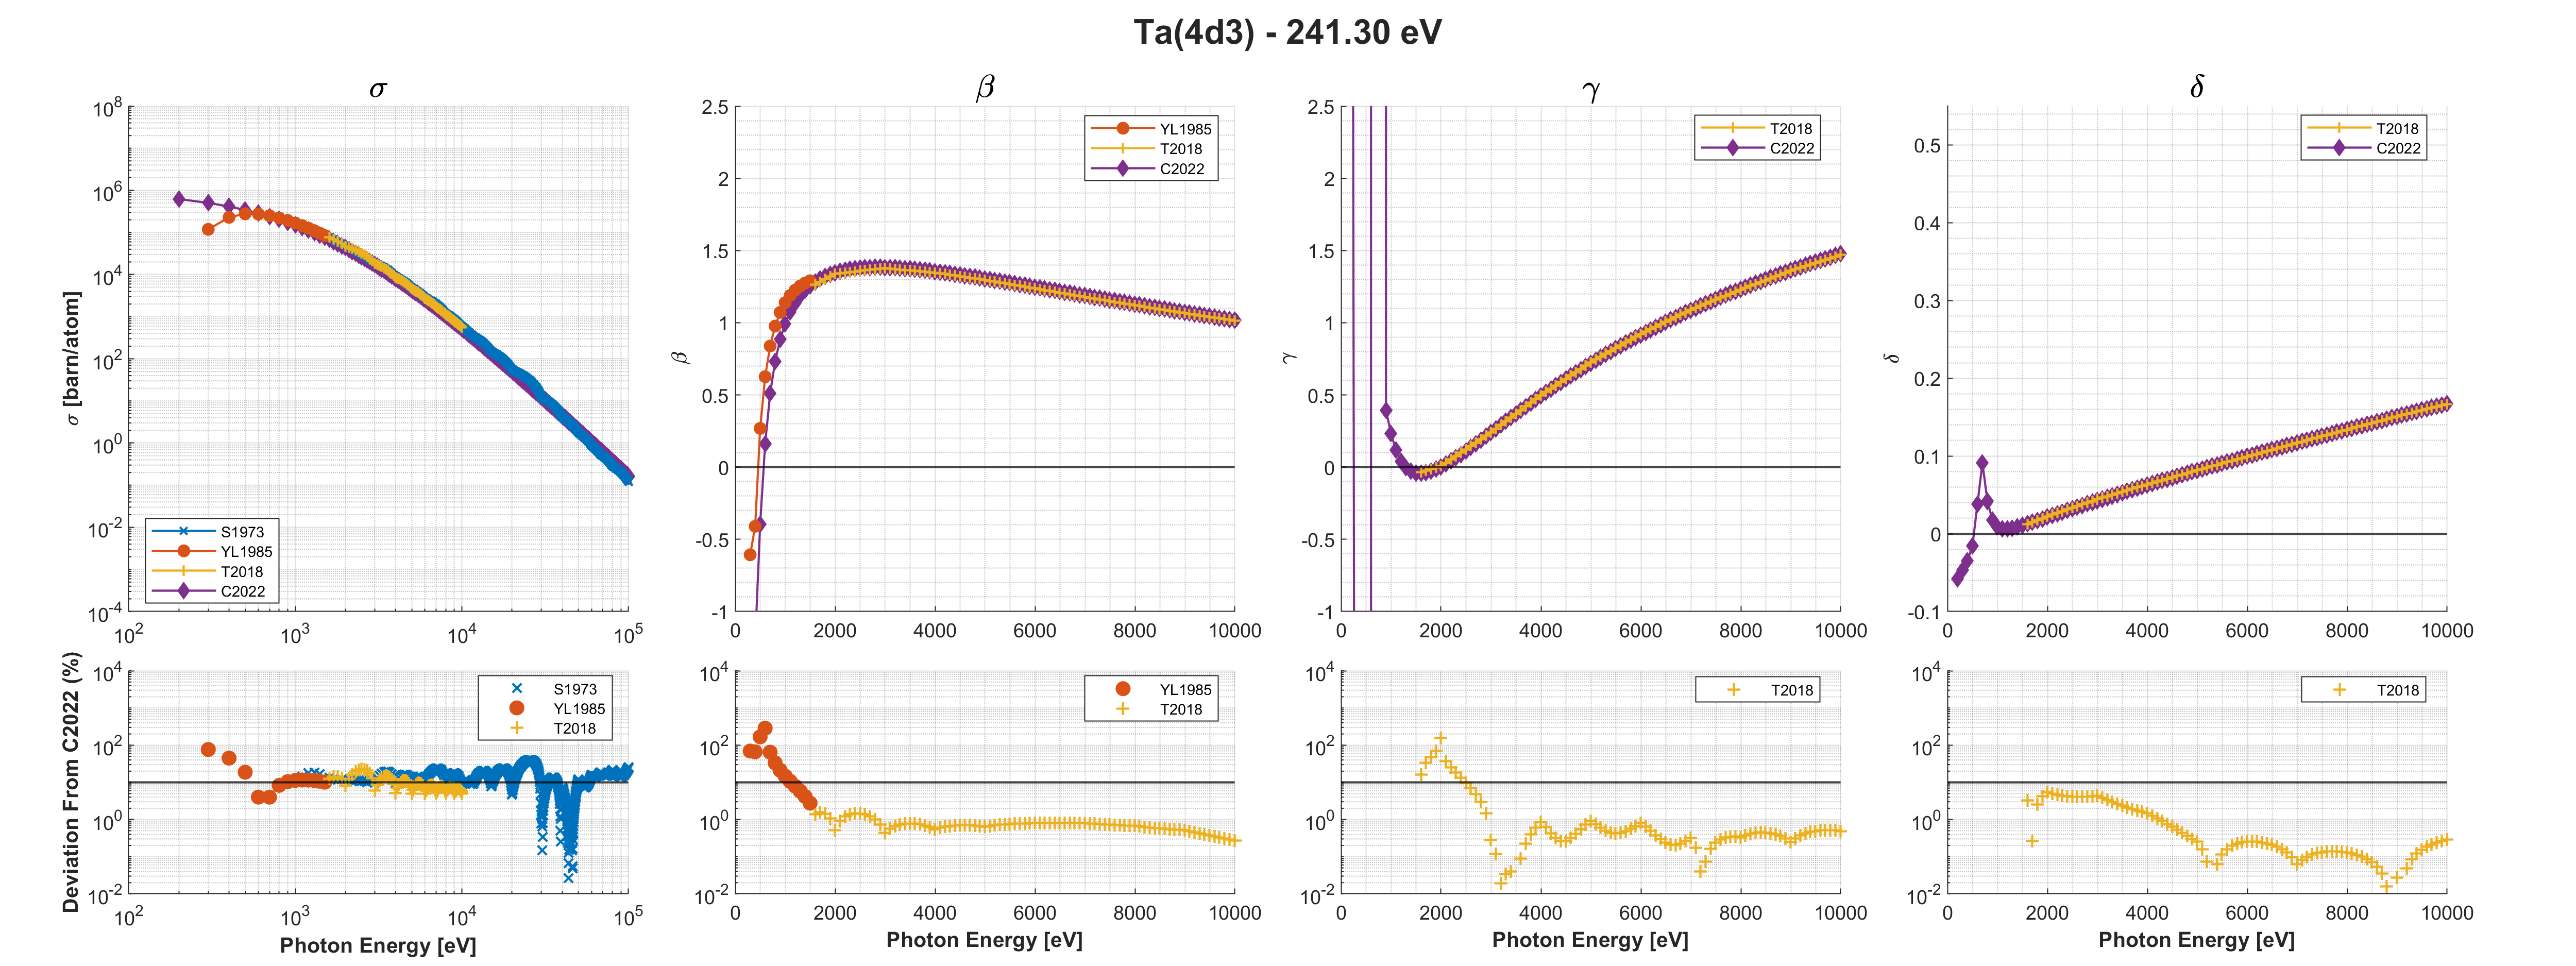 Ta(4d3) - 241.30 eV
σ
σ [barn/atom]
10^8
10^6
10^4
10^2
10^0
10^-2
10^-4
10^2 10^3 10^4 10^5
S1973
YL1985
T2018
C2022
β
β
2.5
2
1.5
1
0.5
0
-0.5
-1
0 2000 4000 6000 8000 10000
YL1985
T2018
C2022
γ
γ
2.5
2
1.5
1
0.5
0
-0.5
-1
0 2000 4000 6000 8000 10000
T2018
C2022
δ
δ
0.5
0.4
0.3
0.2
0.1
0
-0.1
0 2000 4000 6000 8000 10000
T2018
C2022
Deviation From C2022 (%)
10^4
10^2
10^0
10^-2
10^2 10^3 10^4 10^5
Photon Energy [eV]
S1973
YL1985
T2018
10^4
10^2
10^0
10^-2
0 2000 4000 6000 8000 10000
Photon Energy [eV]
YL1985
T2018
10^4
10^2
10^0
10^-2
0 2000 4000 6000 8000 10000
Photon Energy [eV]
T2018
10^4
10^2
10^0
10^-2
0 2000 4000 6000 8000 10000
Photon Energy [eV]
T2018